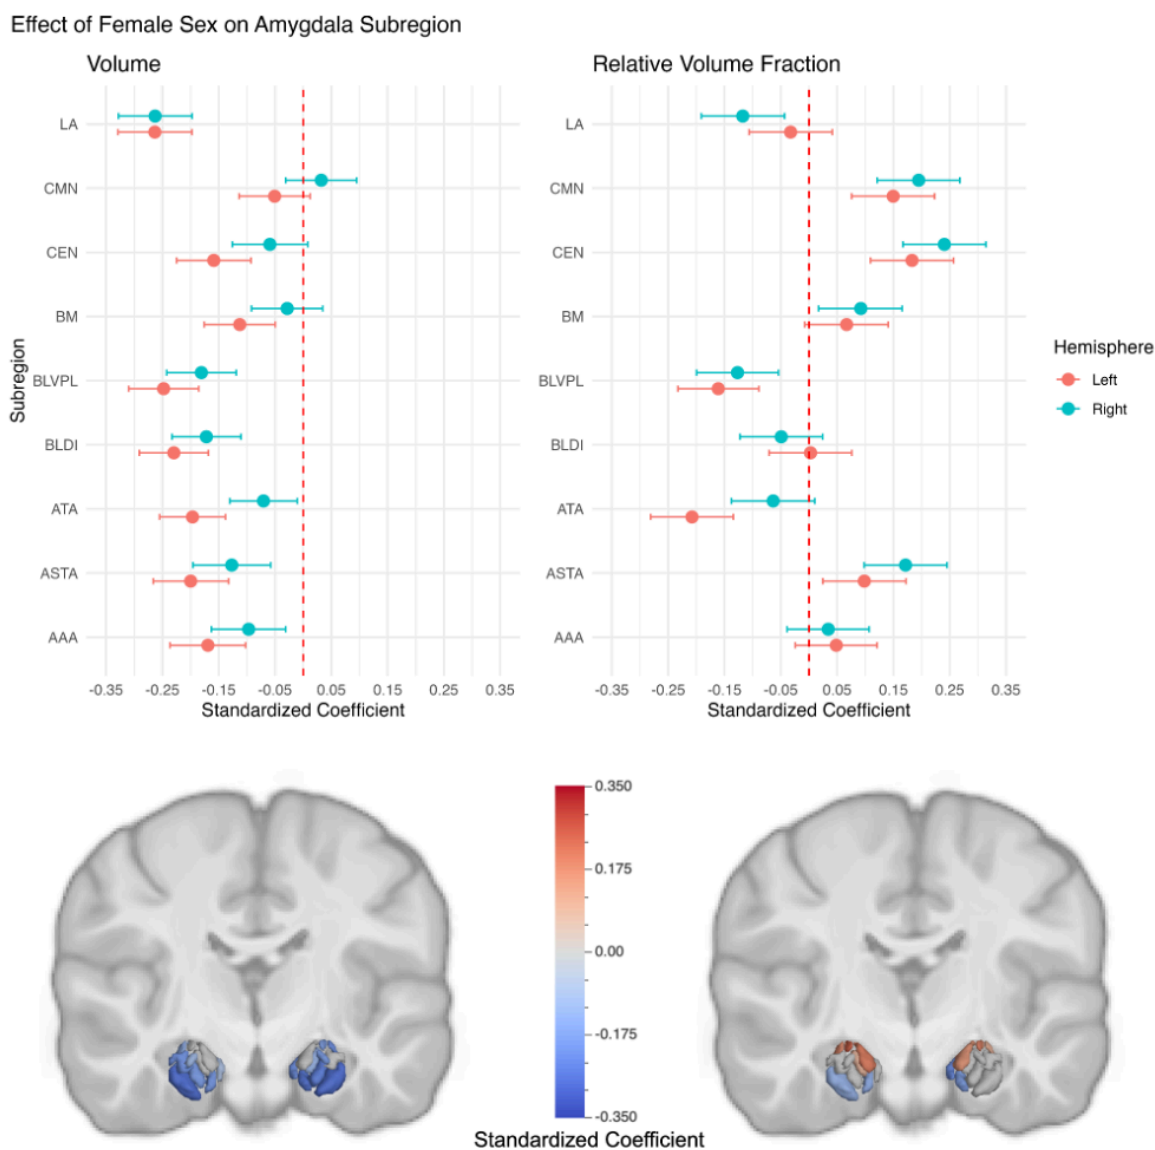 Effect of Female Sex on Amygdala Subregion
Volume
Relative Volume Fraction
Subregion
LA
CMN
CEN
BM
BLVPL
BLDI
ATA
ASTA
AAA
-0.35 -0.25 -0.15 -0.05 0.05 0.15 0.25 0.35
Standardized Coefficient
LA
CMN
CEN
BM
BLVPL
BLDI
ATA
ASTA
AAA
-0.35 -0.25 -0.15 -0.05 0.05 0.15 0.25 0.35
Standardized Coefficient
Hemisphere
Left
Right
0.350
0.175
0.00
-0.175
-0.350
Standardized Coefficient